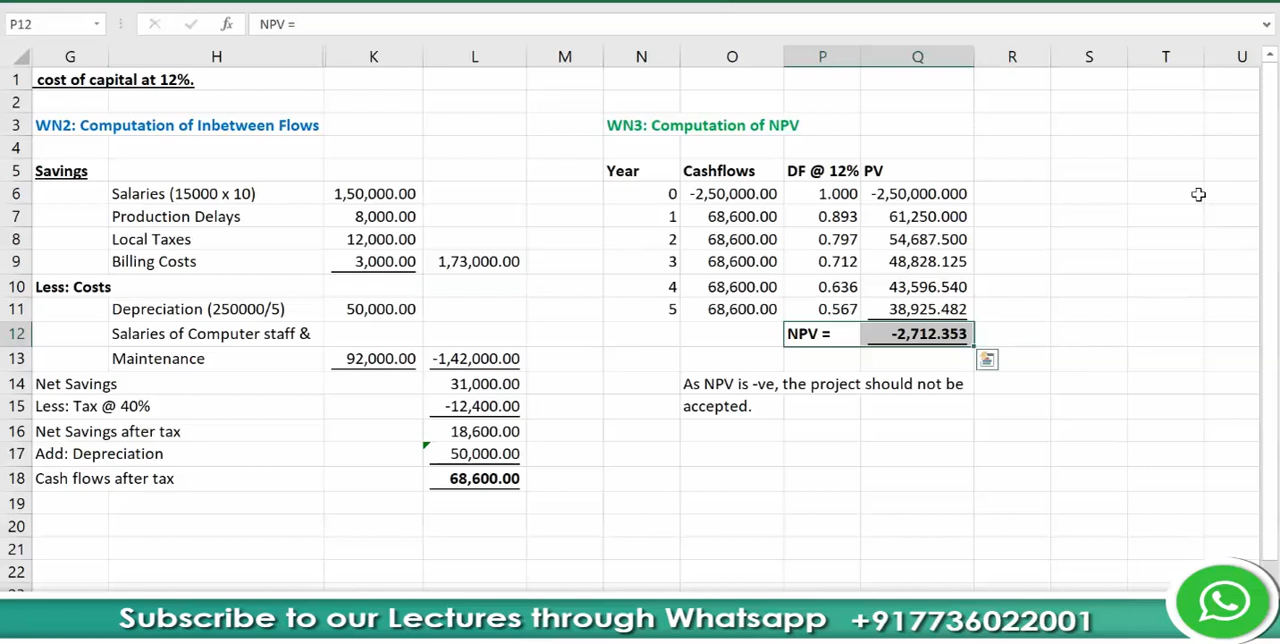 P12 fx NPV =
G H K L M N O P Q R S T U
1 cost of capital at 12%.
2
3 WN2: Computation of Inbetween Flows WN3: Computation of NPV
4
5 Savings Year Cashflows DF @ 12% PV
6 Salaries (15000 x 10) 1,50,000.00 0 -2,50,000.00 1.000 -2,50,000.000
7 Production Delays 8,000.00 1 68,600.00 0.893 61,250.000
8 Local Taxes 12,000.00 2 68,600.00 0.797 54,687.500
9 Billing Costs 3,000.00 1,73,000.00 3 68,600.00 0.712 48,828.125
10 Less: Costs 4 68,600.00 0.636 43,596.540
11 Depreciation (250000/5) 50,000.00 5 68,600.00 0.567 38,925.482
12 Salaries of Computer staff & NPV = -2,712.353
13 Maintenance 92,000.00 -1,42,000.00
14 Net Savings 31,000.00 As NPV is -ve, the project should not be
15 Less: Tax @ 40% -12,400.00 accepted.
16 Net Savings after tax 18,600.00
17 Add: Depreciation 50,000.00
18 Cash flows after tax 68,600.00
19
20
21
22
Subscribe to our Lectures through Whatsapp +917736022001